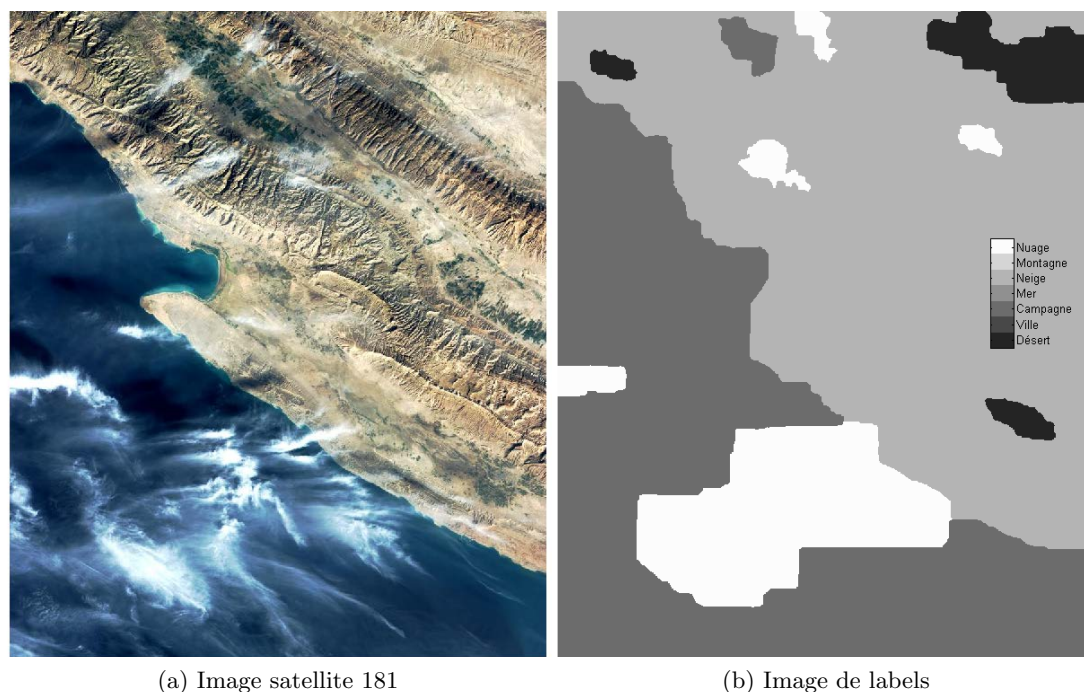 Nuage
Montagne
Neige
Mer
Campagne
Ville
Désert
(a) Image satellite 181
(b) Image de labels